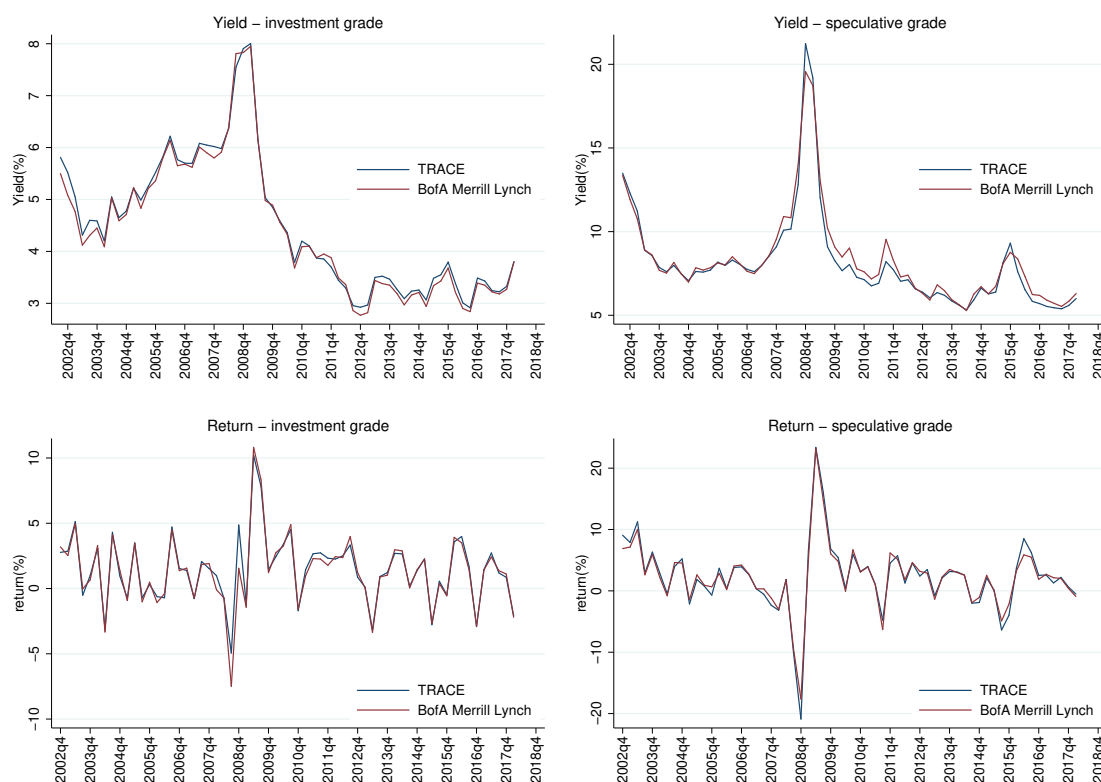 Yield − investment grade
Yield(%)
8
7
6
5
4
3
TRACE
BofA Merrill Lynch
2002q4
2003q4
2004q4
2005q4
2006q4
2007q4
2008q4
2009q4
2010q4
2011q4
2012q4
2013q4
2014q4
2015q4
2016q4
2017q4
2018q4
Yield − speculative grade
Yield(%)
20
15
10
5
TRACE
BofA Merrill Lynch
2002q4
2003q4
2004q4
2005q4
2006q4
2007q4
2008q4
2009q4
2010q4
2011q4
2012q4
2013q4
2014q4
2015q4
2016q4
2017q4
2018q4
Return − investment grade
return(%)
10
5
0
−5
−10
TRACE
BofA Merrill Lynch
2002q4
2003q4
2004q4
2005q4
2006q4
2007q4
2008q4
2009q4
2010q4
2011q4
2012q4
2013q4
2014q4
2015q4
2016q4
2017q4
2018q4
Return − speculative grade
return(%)
20
10
0
−10
−20
TRACE
BofA Merrill Lynch
2002q4
2003q4
2004q4
2005q4
2006q4
2007q4
2008q4
2009q4
2010q4
2011q4
2012q4
2013q4
2014q4
2015q4
2016q4
2017q4
2018q4